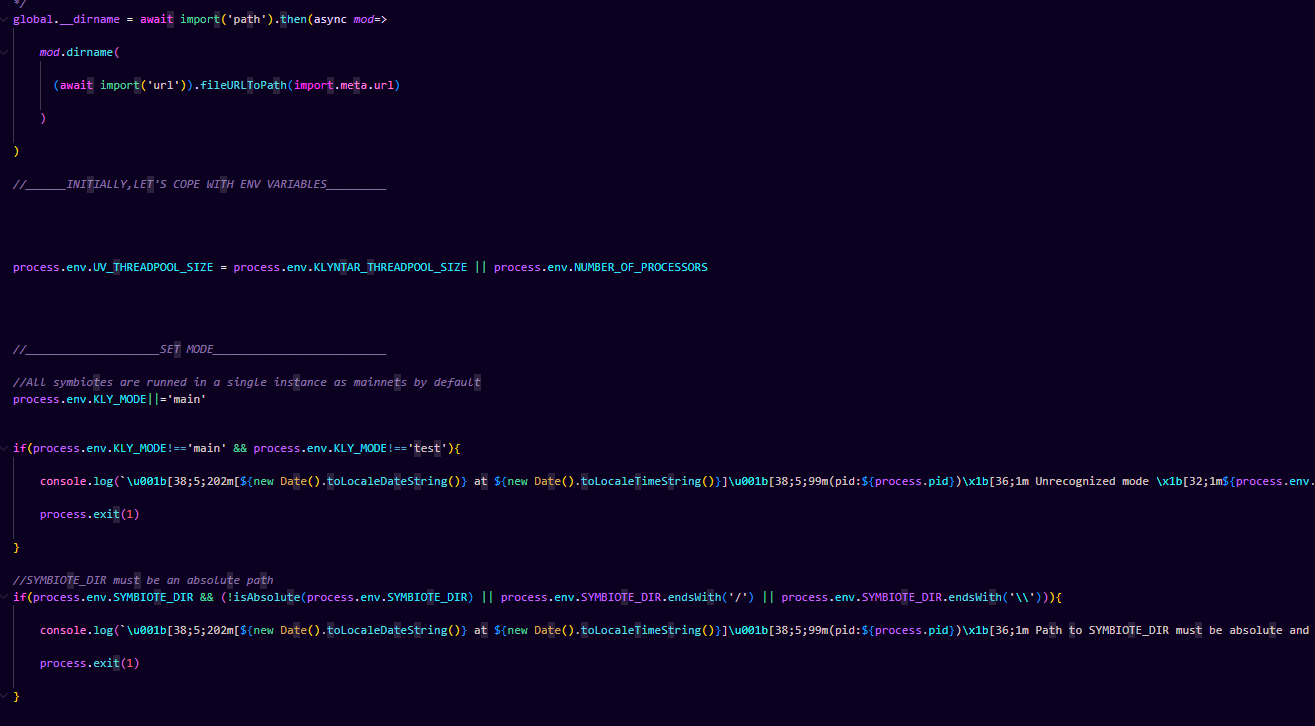 */
global.__dirname = await import('path').then(async mod=>
mod.dirname(
(await import('url')).fileURLToPath(import.meta.url)
)
)
//______INITIALLY,LET'S COPE WITH ENV VARIABLES_________
process.env.UV_THREADPOOL_SIZE = process.env.KLYNTAR_THREADPOOL_SIZE || process.env.NUMBER_OF_PROCESSORS
//____________________SET MODE__________________________
//All symbiotes are runned in a single instance as mainnets by default
process.env.KLY_MODE||='main'
if(process.env.KLY_MODE!=='main' && process.env.KLY_MODE!=='test'){
console.log(`\u001b[38;5;202m[${new Date().toLocaleDateString()} at ${new Date().toLocaleTimeString()}]\u001b[38;5;99m(pid:${process.pid})\x1b[36;1m Unrecognized mode \x1b[32;1m${process.env.
process.exit(1)
}
//SYMBIOTE_DIR must be an absolute path
if(process.env.SYMBIOTE_DIR && (!isAbsolute(process.env.SYMBIOTE_DIR) || process.env.SYMBIOTE_DIR.endsWith('/') || process.env.SYMBIOTE_DIR.endsWith('\\'))){
console.log(`\u001b[38;5;202m[${new Date().toLocaleDateString()} at ${new Date().toLocaleTimeString()}]\u001b[38;5;99m(pid:${process.pid})\x1b[36;1m Path to SYMBIOTE_DIR must be absolute and
process.exit(1)
}